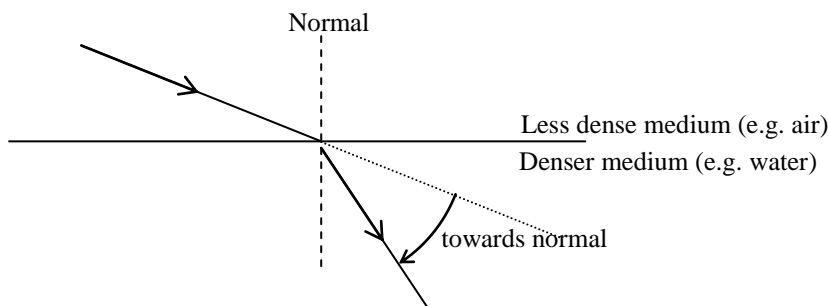 Normal
Less dense medium (e.g. air)
Denser medium (e.g. water)
towards normal